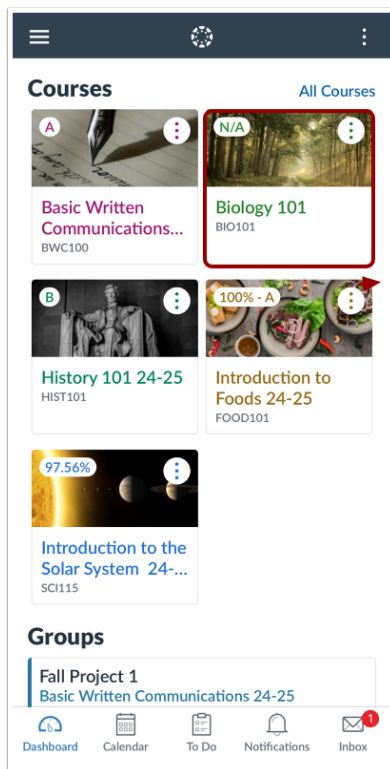 Courses
All Courses
A
N/A
Basic Written
Communications...
BWC100
Biology 101
BIO101
B
100% - A
History 101 24-25
HIST101
Introduction to
Foods 24-25
FOOD101
97.56%
Introduction to the
Solar System 24-...
SCI115
Groups
Fall Project 1
Basic Written Communications 24-25
1
Dashboard
Calendar
To Do
Notifications
Inbox